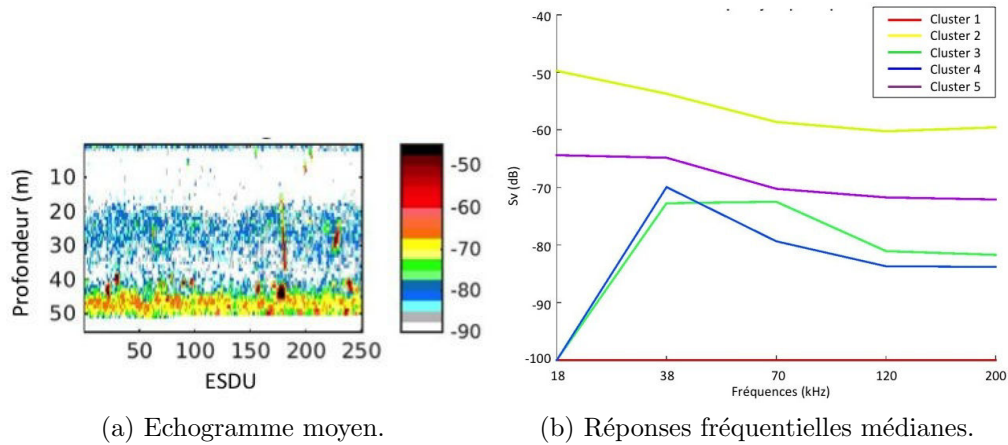 -40
-50
-60
-70
-80
-90
-100
Sv (dB)
18
38
70
120
200
Fréquences (kHz)
Cluster 1
Cluster 2
Cluster 3
Cluster 4
Cluster 5
10
20
30
40
50
Profondeur (m)
50
100
150
200
250
ESDU
-50
-60
-70
-80
-90
(a) Echogramme moyen.
(b) Réponses fréquentielles médianes.